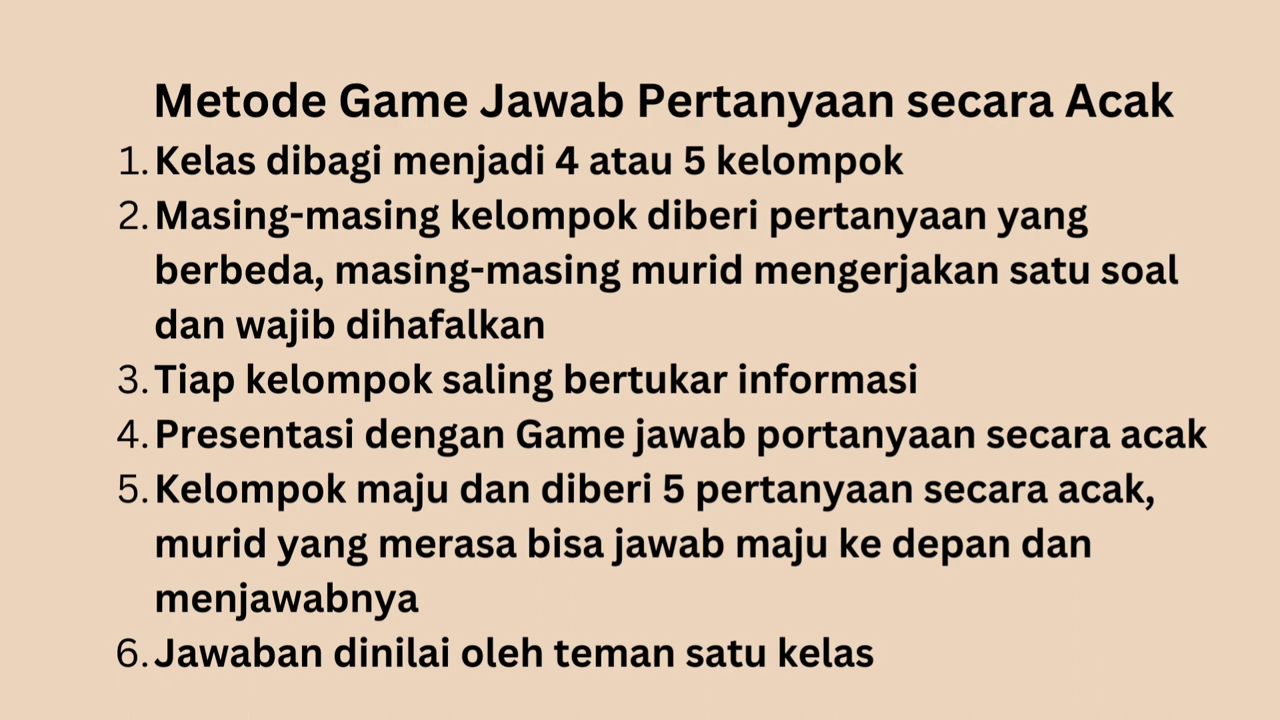 Metode Game Jawab Pertanyaan secara Acak
1. Kelas dibagi menjadi 4 atau 5 kelompok
2. Masing-masing kelompok diberi pertanyaan yang
berbeda, masing-masing murid mengerjakan satu soal
dan wajib dihafalkan
3. Tiap kelompok saling bertukar informasi
4. Presentasi dengan Game jawab portanyaan secara acak
5. Kelompok maju dan diberi 5 pertanyaan secara acak,
murid yang merasa bisa jawab maju ke depan dan
menjawabnya
6. Jawaban dinilai oleh teman satu kelas